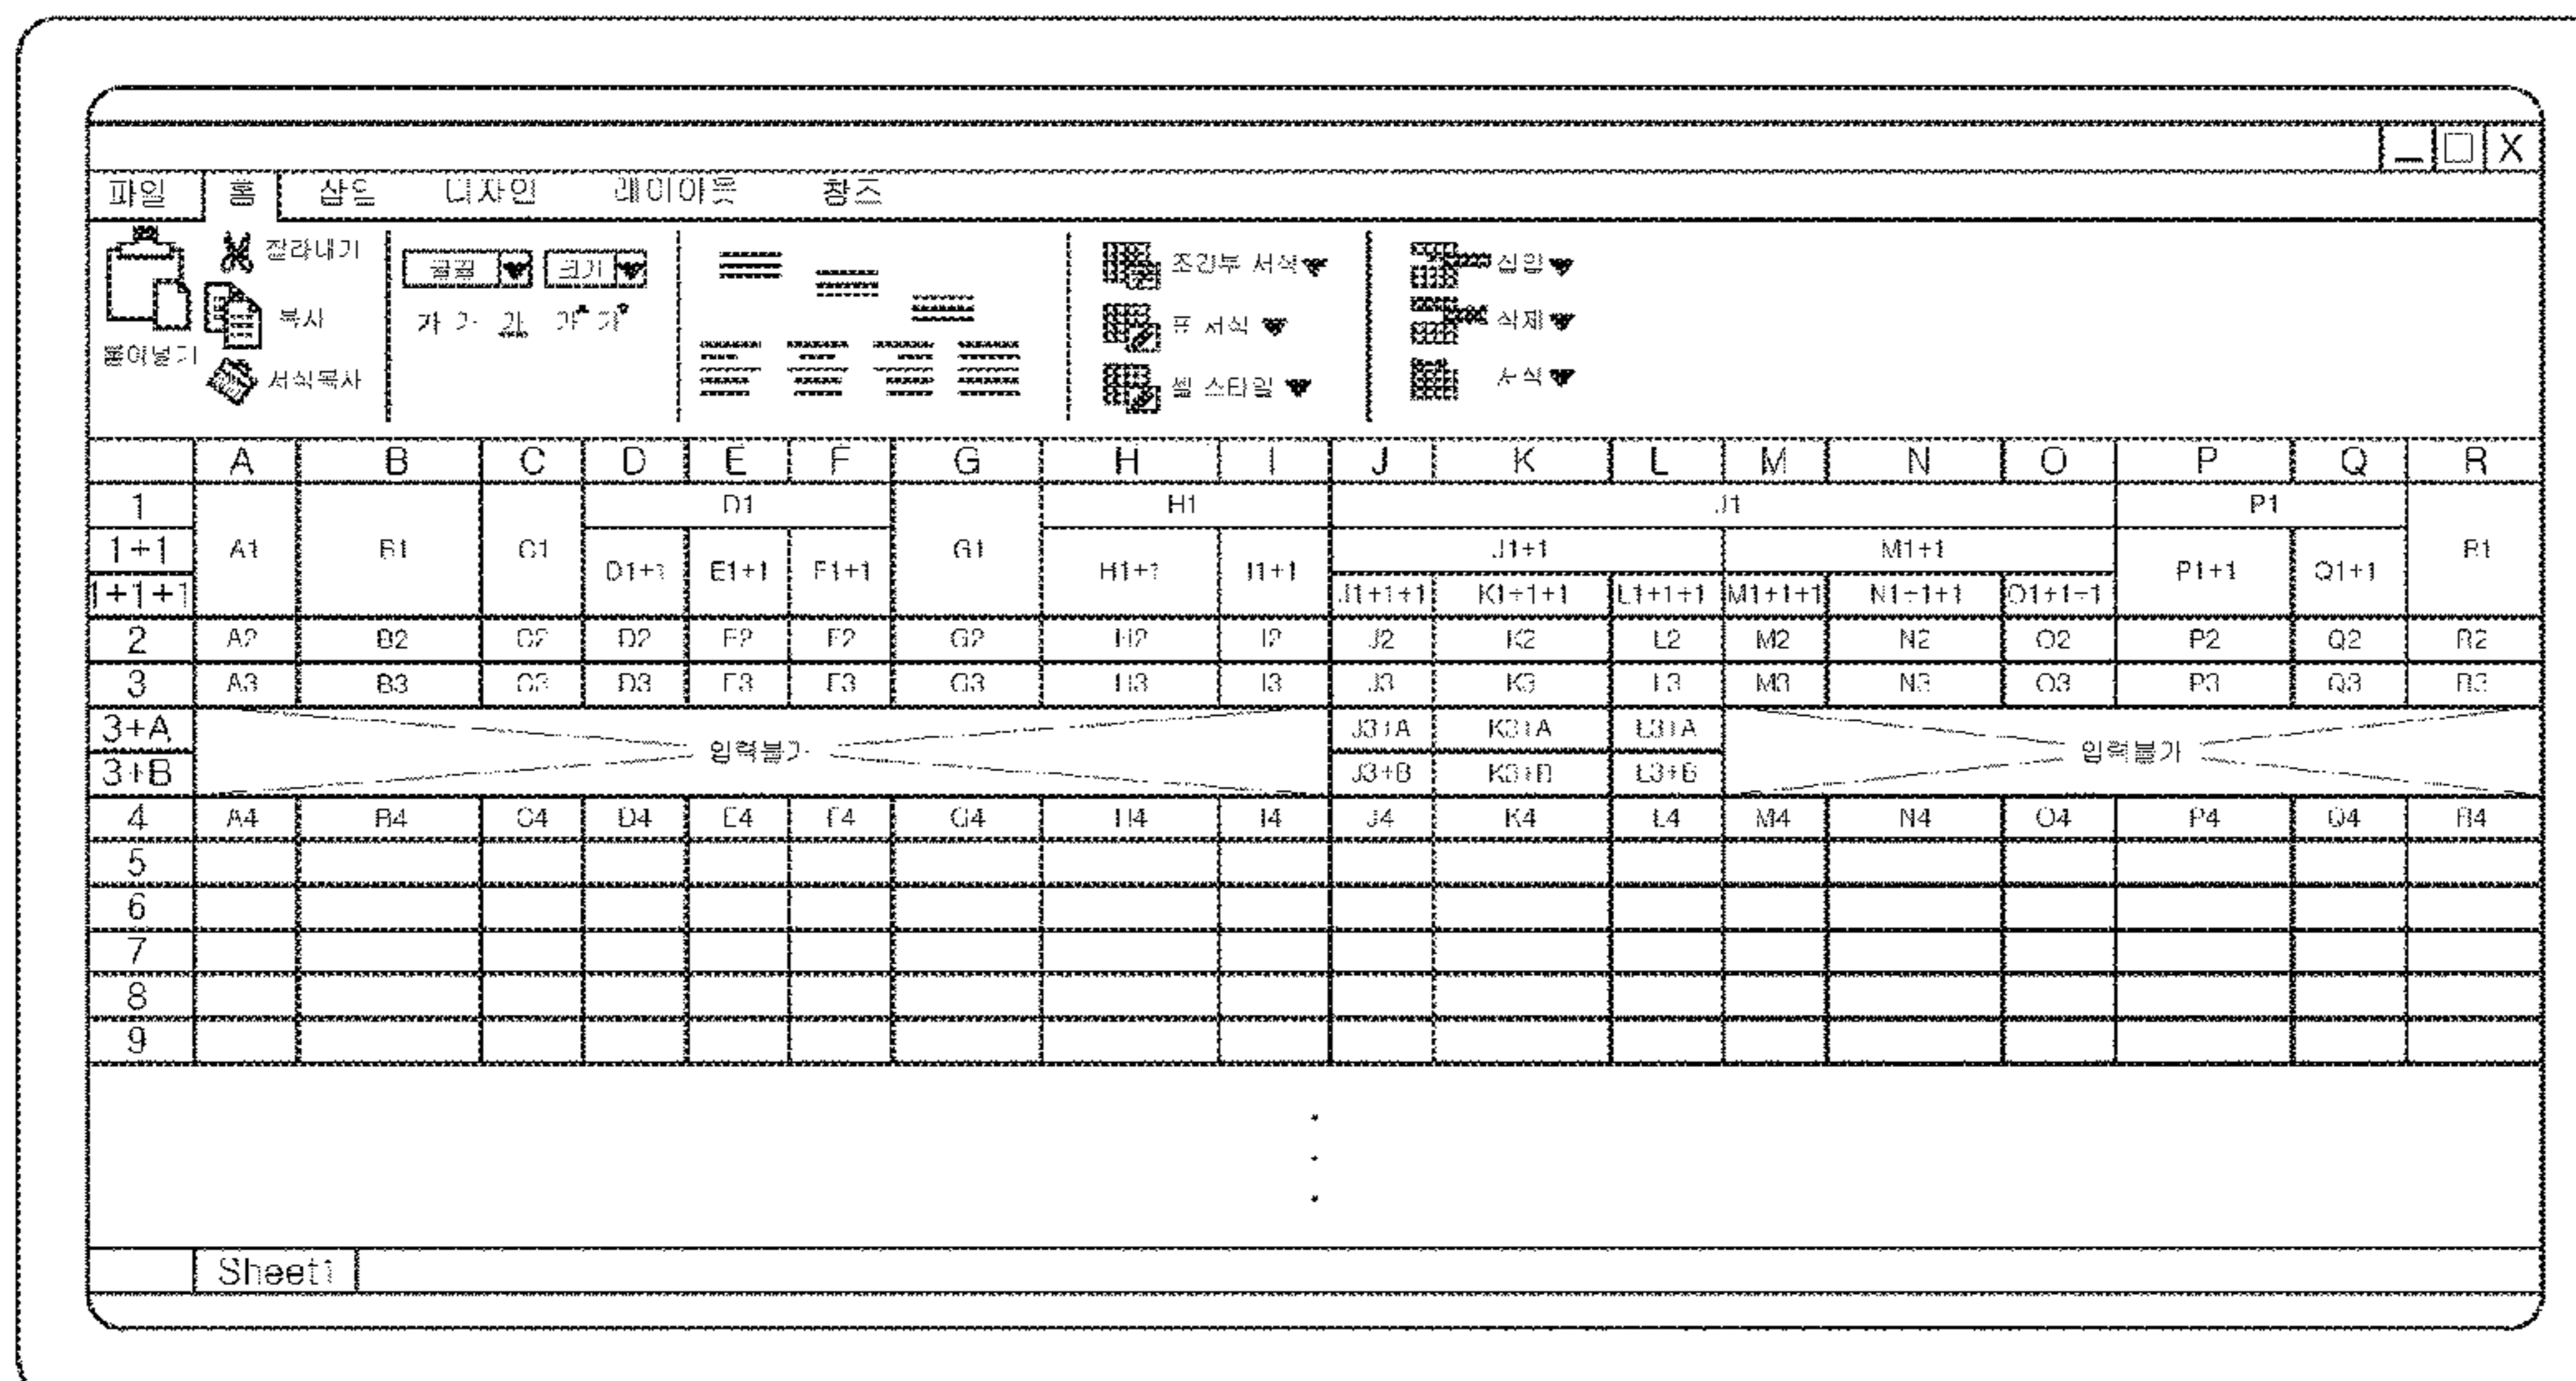 파일 홈 삽입 디자인 레이아웃 창조
잘라내기
복사
서식복사
붙여넣기
글꼴 크기
가 가 가 가 가
조건부 서식
표 서식
셀 스타일
삽입
삭제
서식
A B C D E F G H I J K L M N O P Q R
1 D1 H1 J1 P1
1+1 A1 B1 C1 G1 J1+1 M1+1 R1
D1+1 E1+1 F1+1 H1+1 I1+1 P1+1 Q1+1
1+1+1 J1+1+1 K1+1+1 L1+1+1 M1+1+1 N1+1+1 O1+1+1
2 A2 B2 C2 D2 E2 F2 G2 H2 I2 J2 K2 L2 M2 N2 O2 P2 Q2 R2
3 A3 B3 C3 D3 E3 F3 G3 H3 I3 J3 K3 L3 M3 N3 O3 P3 Q3 R3
3+A J3+A K3+A L3+A
입력불가 입력불가
3+B J3+B K3+B L3+B
4 A4 B4 C4 D4 E4 F4 G4 H4 I4 J4 K4 L4 M4 N4 O4 P4 Q4 R4
5
6
7
8
9
Sheet1